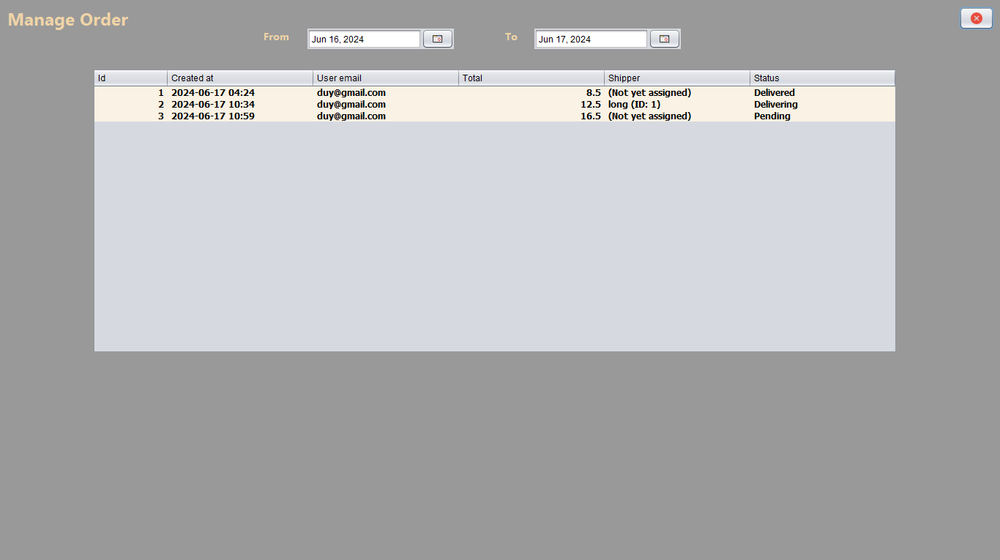 Manage Order
From Jun 16, 2024 To Jun 17, 2024
Id Created at User email Total Shipper Status
1 2024-06-17 04:24 duy@gmail.com 8.5 (Not yet assigned) Delivered
2 2024-06-17 10:34 duy@gmail.com 12.5 long (ID: 1) Delivering
3 2024-06-17 10:59 duy@gmail.com 16.5 (Not yet assigned) Pending